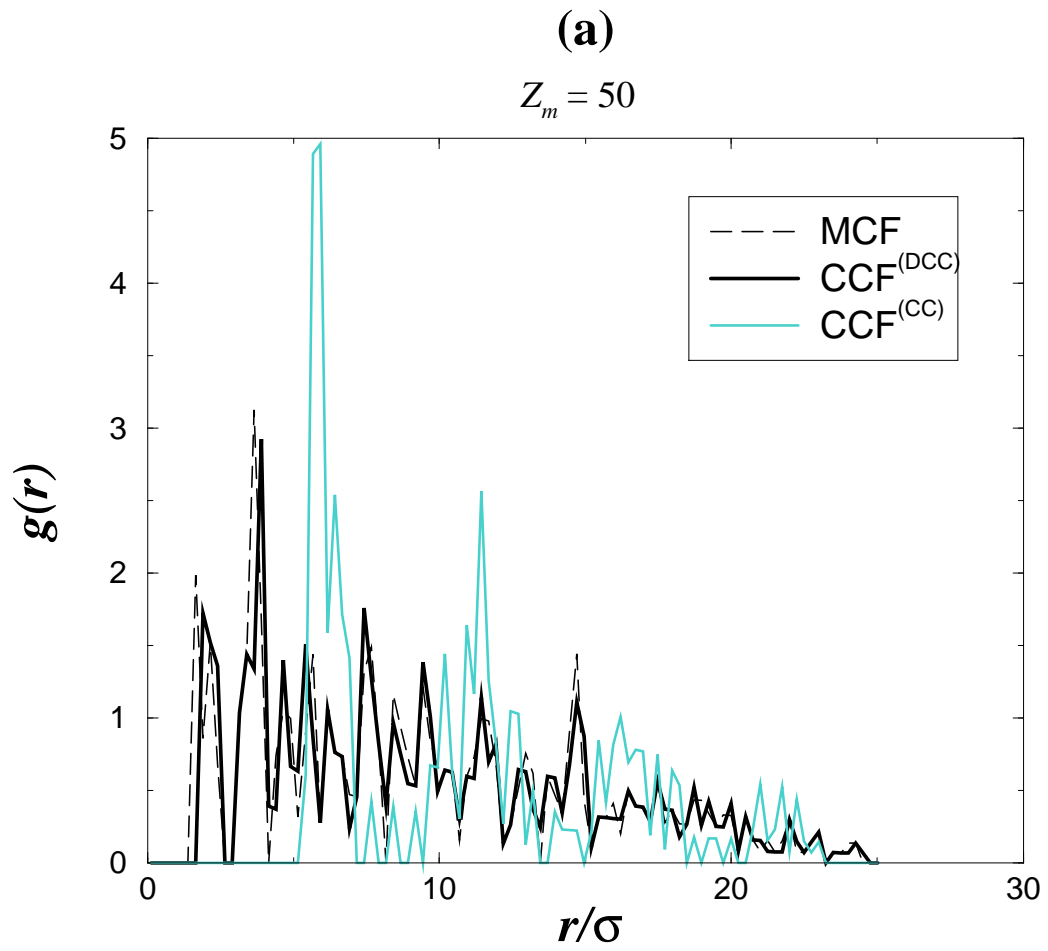 (a)
Z_m = 50
5
4
3
2
1
0
g(r)
MCF
CCF^(DCC)
CCF^(CC)
0 10 20 30
r/σ